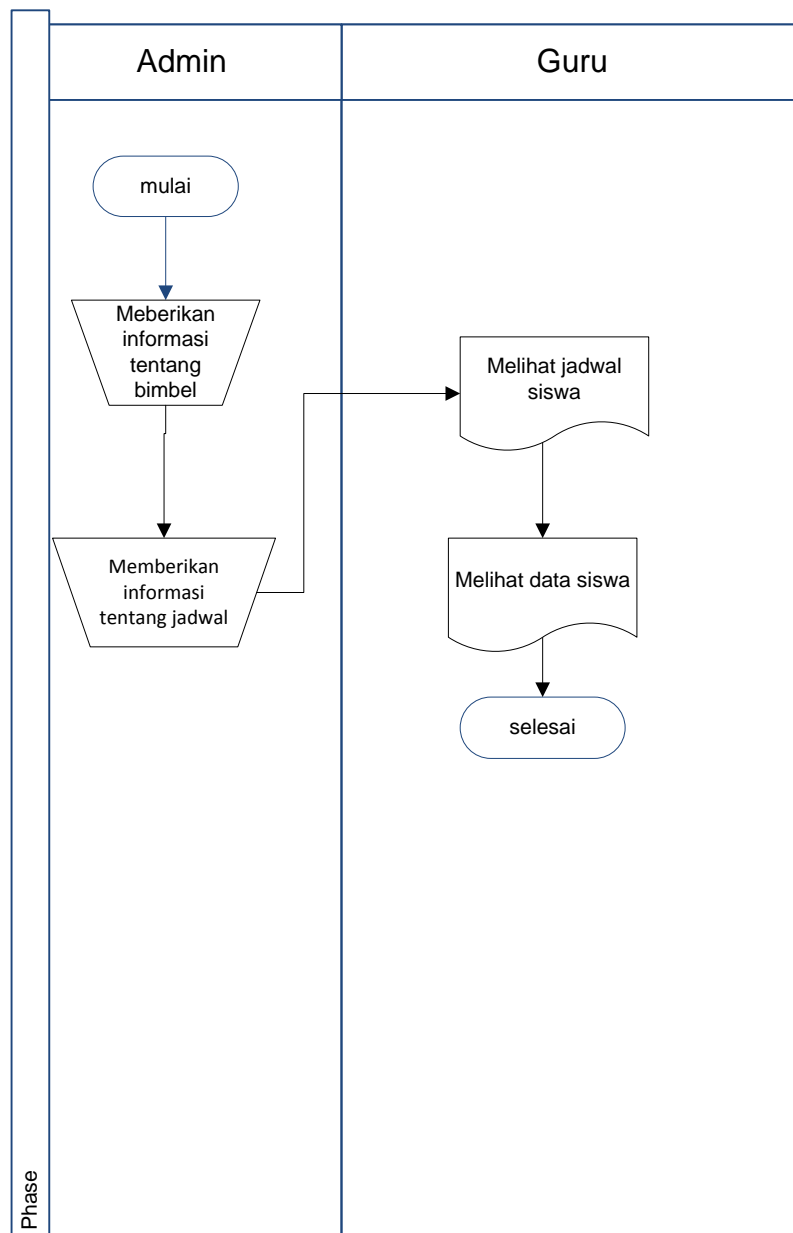 Admin
Guru
mulai
Meberikan
informasi
tentang
bimbel
Memberikan
informasi
tentang jadwal
Melihat jadwal
siswa
Melihat data siswa
selesai
Phase